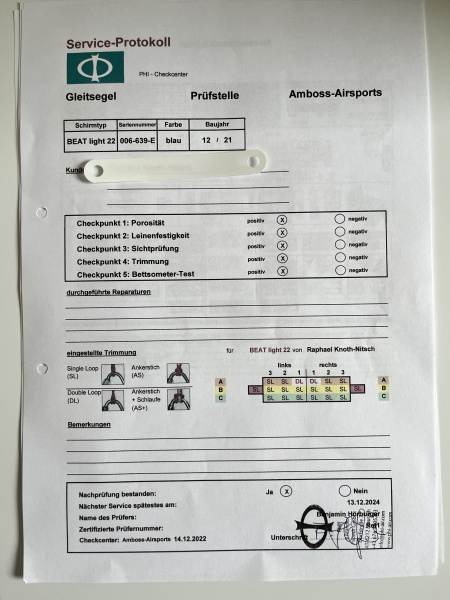 Service-Protokoll
PHI - Checkcenter
Gleitsegel Prüfstelle Amboss-Airsports
Schirmtyp Seriennummer Farbe Baujahr
BEAT light 22 006-639-E blau 12 / 21
Checkpunkt 1: Porosität positiv X negativ
Checkpunkt 2: Leinenfestigkeit positiv X negativ
Checkpunkt 3: Sichtprüfung positiv X negativ
Checkpunkt 4: Trimmung positiv X negativ
Checkpunkt 5: Bettsometer-Test positiv X negativ
durchgeführte Reparaturen
eingestellte Trimmung für BEAT light 22 von Raphael Knoth-Nitsch
links rechts
Single Loop (SL) Ankerstich (AS)
3 2 1 1 2 3
A SL SL DL DL SL SL A
Double Loop (DL) Ankerstich + Schlaufe (AS+)
B SL SL SL SL SL SL SL SL B
C SL SL SL SL SL SL C
Bemerkungen
Nachprüfung bestanden: Ja X Nein
Nächster Service spätestens am: 13.12.2024
Name des Prüfers: Benjamin Hörburger
Zertifizierte Prüfernummer:
Checkcenter: Amboss-Airsports 14.12.2022 Unterschrift